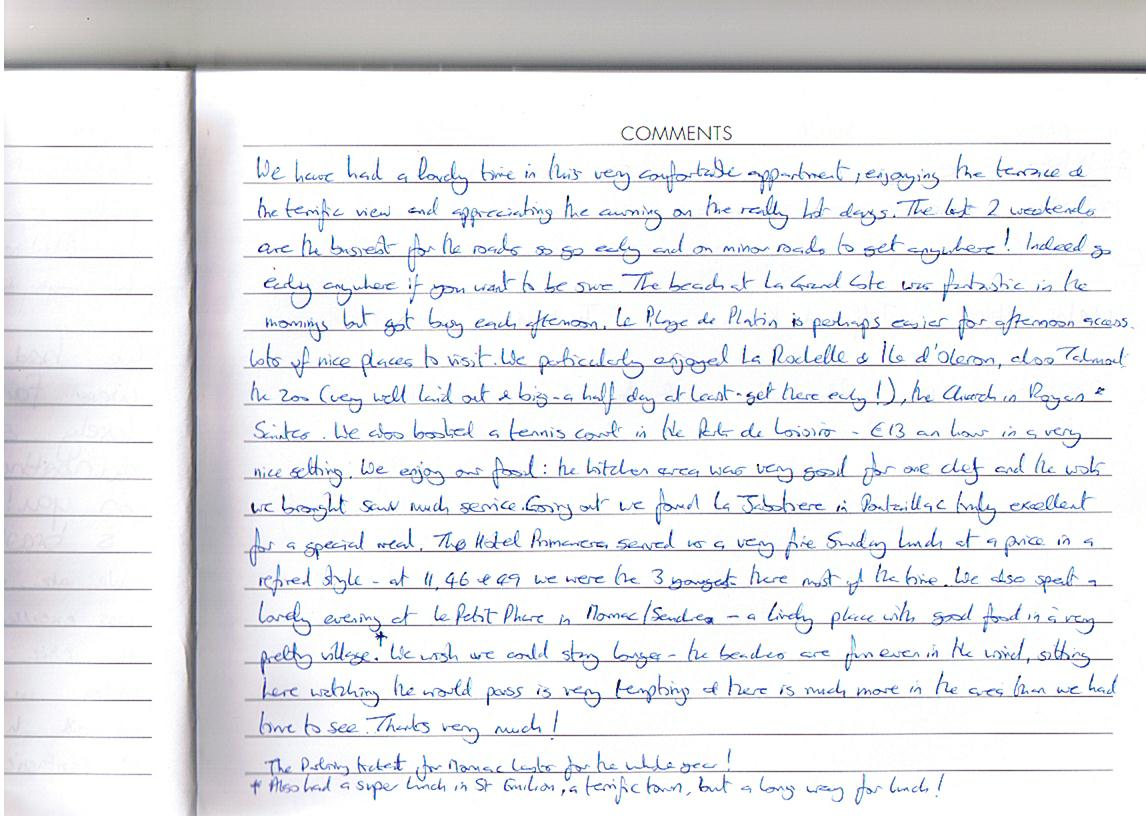 COMMENTS
We have had a lovely time in this very comfortable appartment, enjoying the terrace &
the terrific view and appreciating the awning on the really hot days. The last 2 weekends
are the busiest for the roads so go early and on minor roads to get anywhere! Indeed go
early anywhere if you want to be sure. The beach at La Grand Cote was fantastic in the
mornings but got busy each afternoon. Le Plage de Platin is perhaps easier for afternoon access.
Lots of nice places to visit. We particularly enjoyed La Rochelle & Ile d'Oleron, also Talmont
the zoo (very well laid out & big - a half day at least - get there early!), the Church in Royan &
Saintes. We also booked a tennis court in the Parc de Loisirs - €13 an hour in a very
nice setting. We enjoy our food: the kitchen area was very good for one chef and the wok
we brought saw much service. Going out we found La Jabotiere in Pontaillac truly excellent
for a special meal. The Hotel Primavera served us a very fine Sunday lunch at a price in a
refined style - at 11, 46 & 49 we were the 3 youngest there most of the time. We also spent a
lovely evening at Le Petit Phare in Mornac/Seudre - a lively place with good food in a very
pretty village.† We wish we could stay longer - the beaches are fun even in the wind, sitting
here watching the world pass is very tempting & there is much more in the area than we had
time to see. Thanks very much!
The Parking ticket for Mornac lasts for the whole year!
† Also had a super lunch in St Emilion, a terrific town, but a long way for lunch!